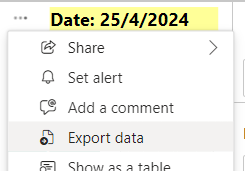 Date: 25/4/2024
Share
Set alert
Add a comment
Export data
Show as a table